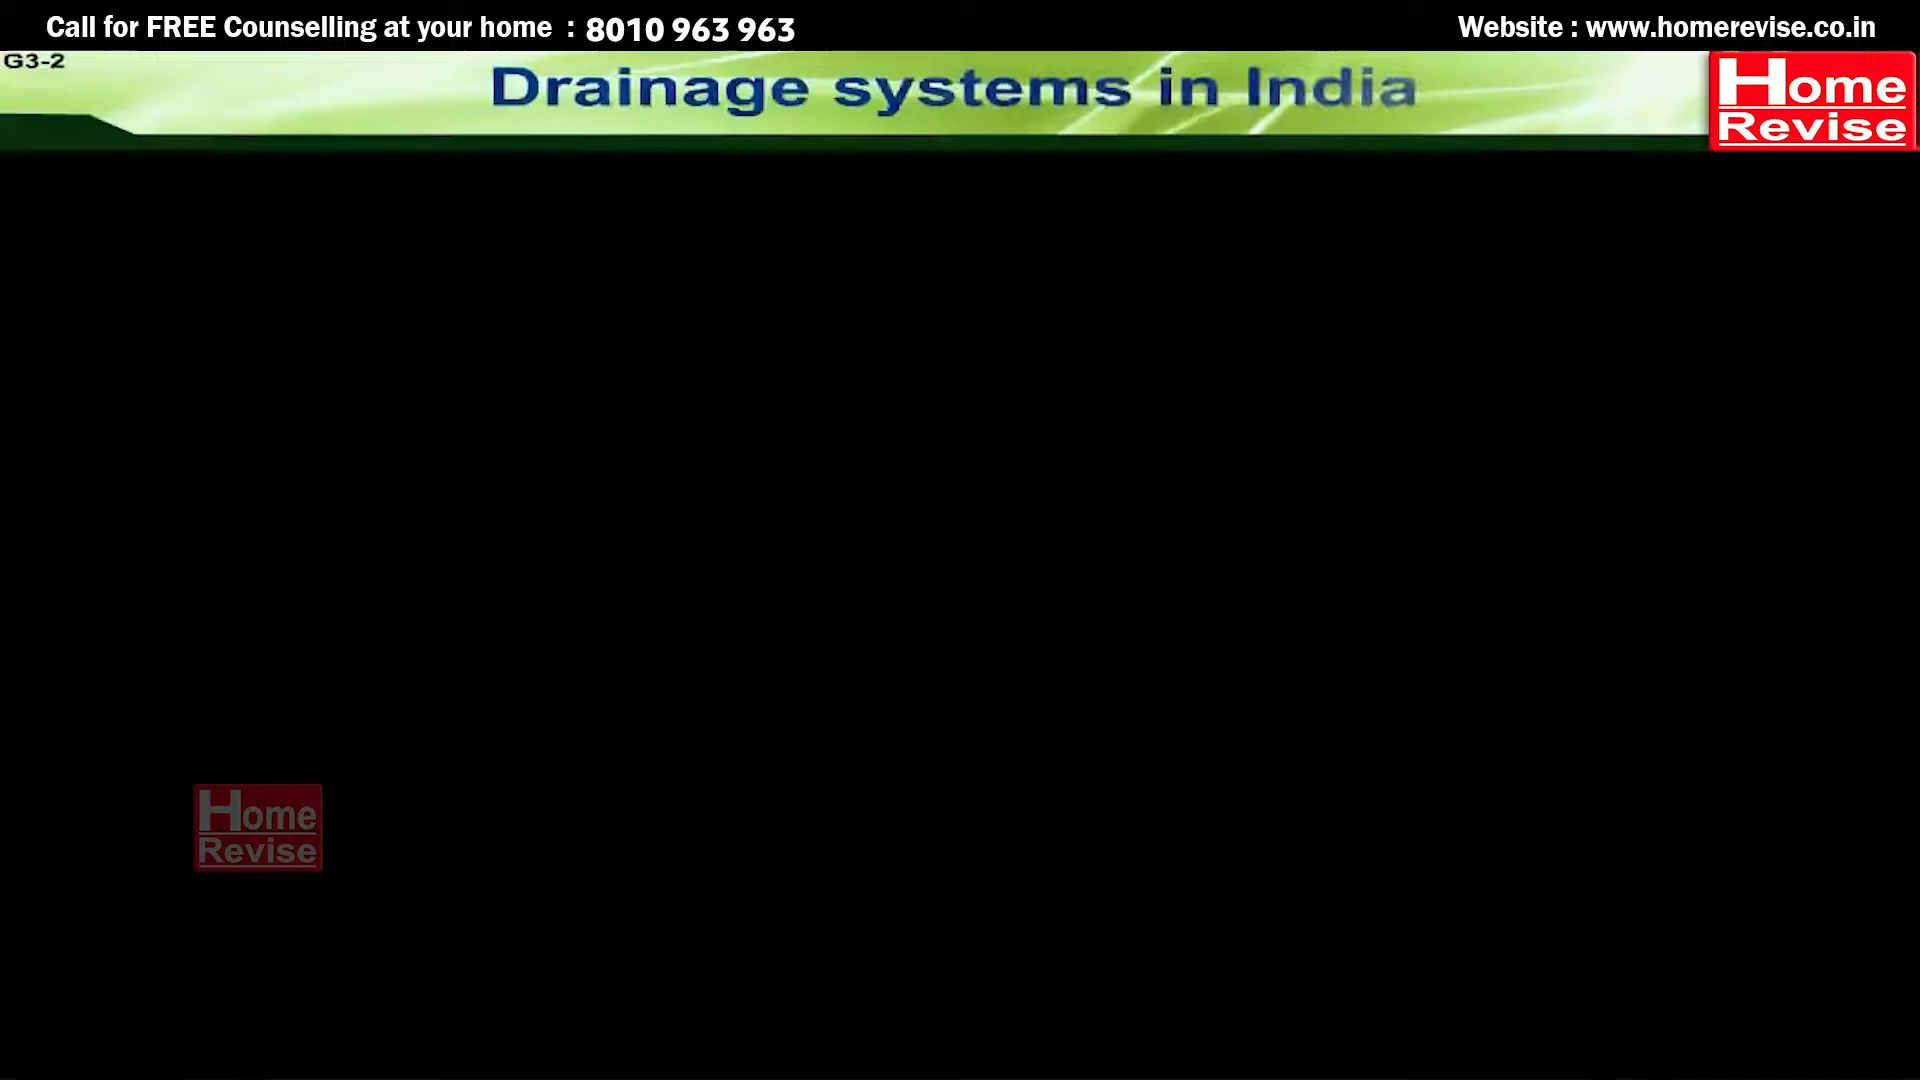 Call for FREE Counselling at your home : 8010 963 963
Website : www.homerevise.co.in
G3-2
Drainage systems in India
Home
Revise
Home
Revise